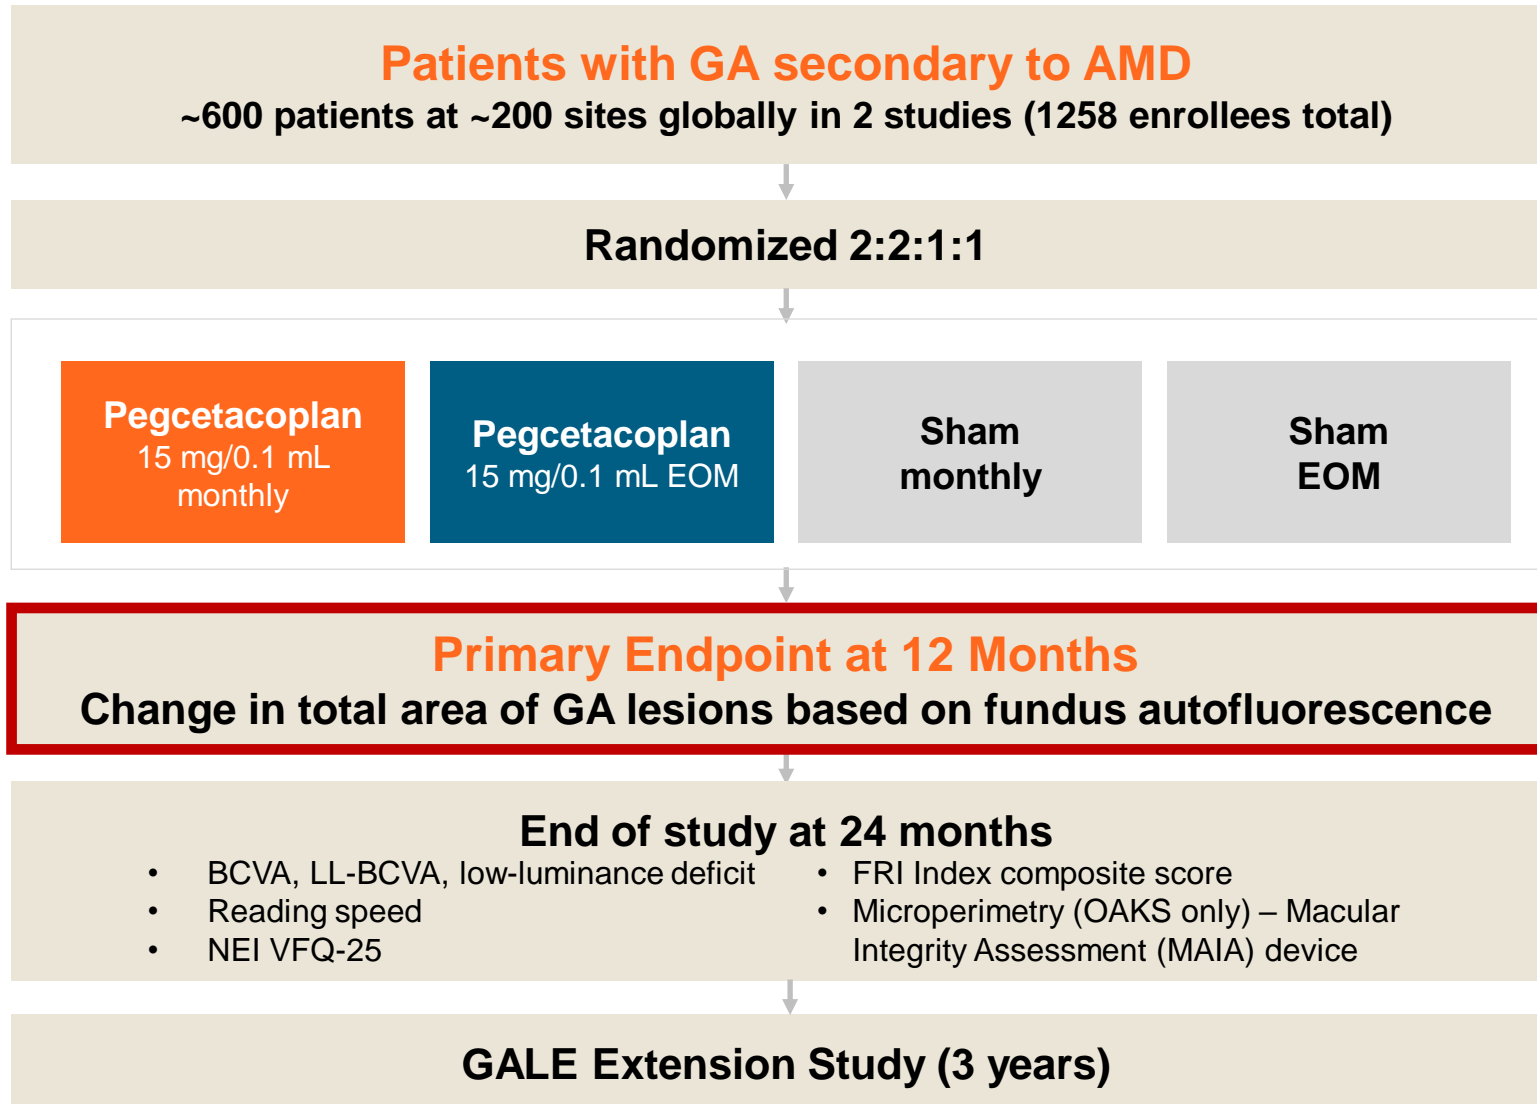 Patients with GA secondary to AMD
~600 patients at ~200 sites globally in 2 studies (1258 enrollees total)
Randomized 2:2:1:1
Pegcetacoplan
15 mg/0.1 mL
monthly
Pegcetacoplan
15 mg/0.1 mL EOM
Sham
monthly
Sham
EOM
Primary Endpoint at 12 Months
Change in total area of GA lesions based on fundus autofluorescence
End of study at 24 months
• BCVA, LL-BCVA, low-luminance deficit
• Reading speed
• NEI VFQ-25
• FRI Index composite score
• Microperimetry (OAKS only) – Macular
Integrity Assessment (MAIA) device
GALE Extension Study (3 years)